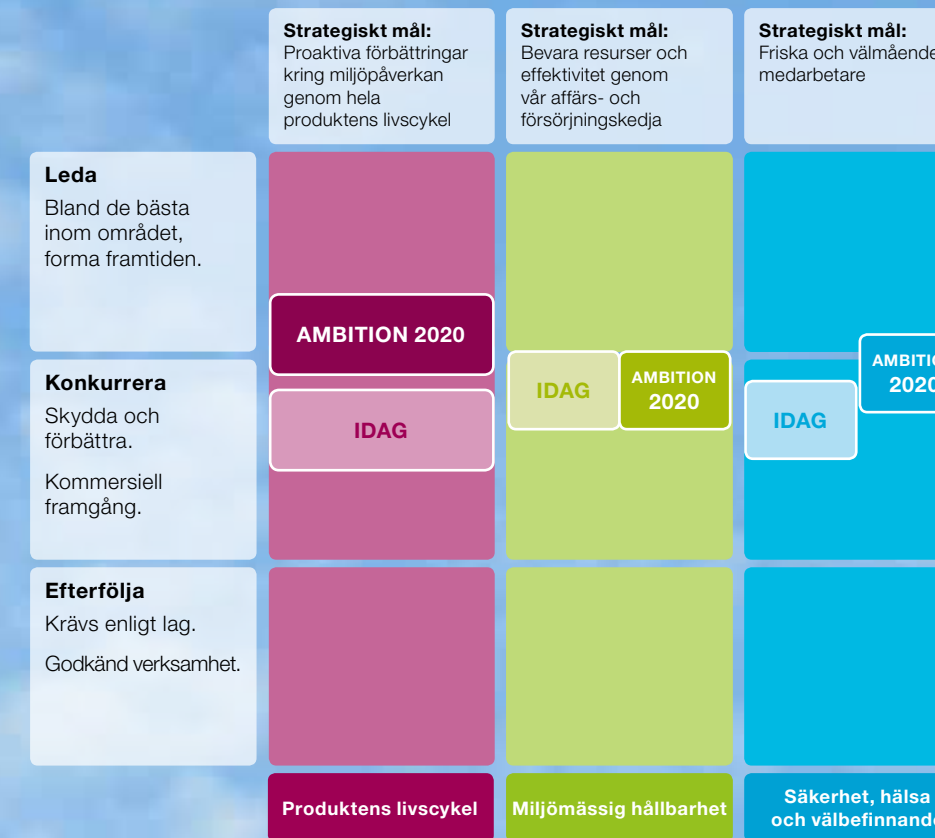 Strategiskt mål:
Proaktiva förbättringar
kring miljöpåverkan
genom hela
produktens livscykel
Strategiskt mål:
Bevara resurser och
effektivitet genom
vår affärs- och
försörjningskedja
Strategiskt mål:
Friska och välmående
medarbetare
Leda
Bland de bästa
inom området,
forma framtiden.
AMBITION 2020
Konkurrera
Skydda och
förbättra.
Kommersiell
framgång.
IDAG
IDAG
AMBITION
2020
IDAG
2020
Efterfölja
Krävs enligt lag.
Godkänd verksamhet.
Produktens livscykel
Miljömässig hållbarhet
Säkerhet, hälsa
och välbefinnande